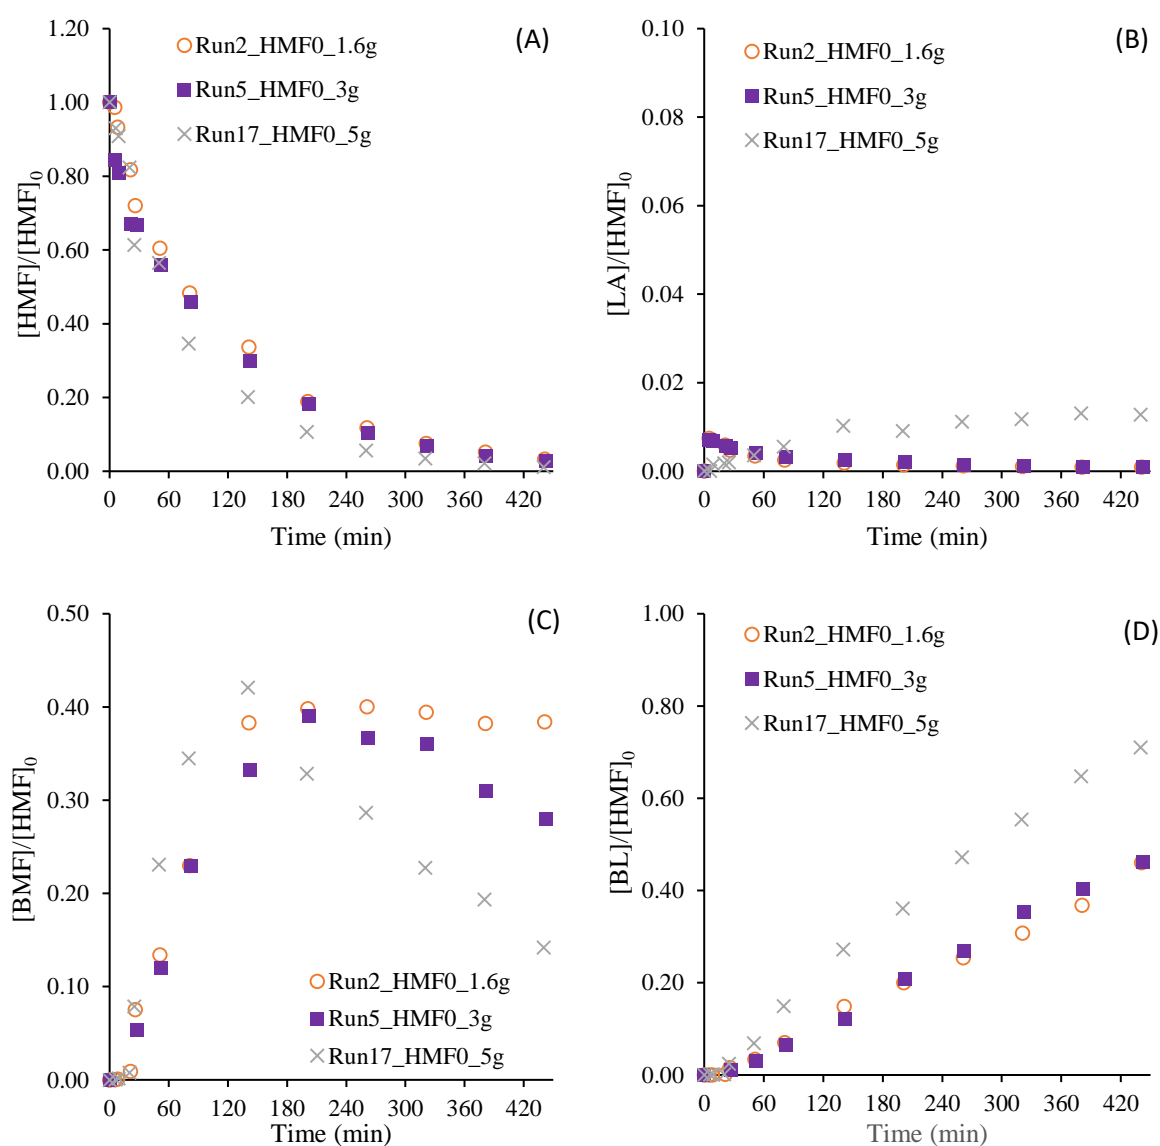 (A)
Run2_HMF0_1.6g
Run5_HMF0_3g
Run17_HMF0_5g
1.20
1.00
0.80
0.60
0.40
0.20
0.00
[HMF]/[HMF]0
0 60 120 180 240 300 360 420
Time (min)
(B)
Run2_HMF0_1.6g
Run5_HMF0_3g
Run17_HMF0_5g
0.10
0.08
0.06
0.04
0.02
0.00
[LA]/[HMF]0
0 60 120 180 240 300 360 420
Time (min)
(C)
0.50
0.40
0.30
0.20
0.10
0.00
[BMF]/[HMF]0
Run2_HMF0_1.6g
Run5_HMF0_3g
Run17_HMF0_5g
0 60 120 180 240 300 360 420
Time (min)
(D)
Run2_HMF0_1.6g
Run5_HMF0_3g
Run17_HMF0_5g
1.00
0.80
0.60
0.40
0.20
0.00
[BL]/[HMF]0
0 60 120 180 240 300 360 420
Time (min)